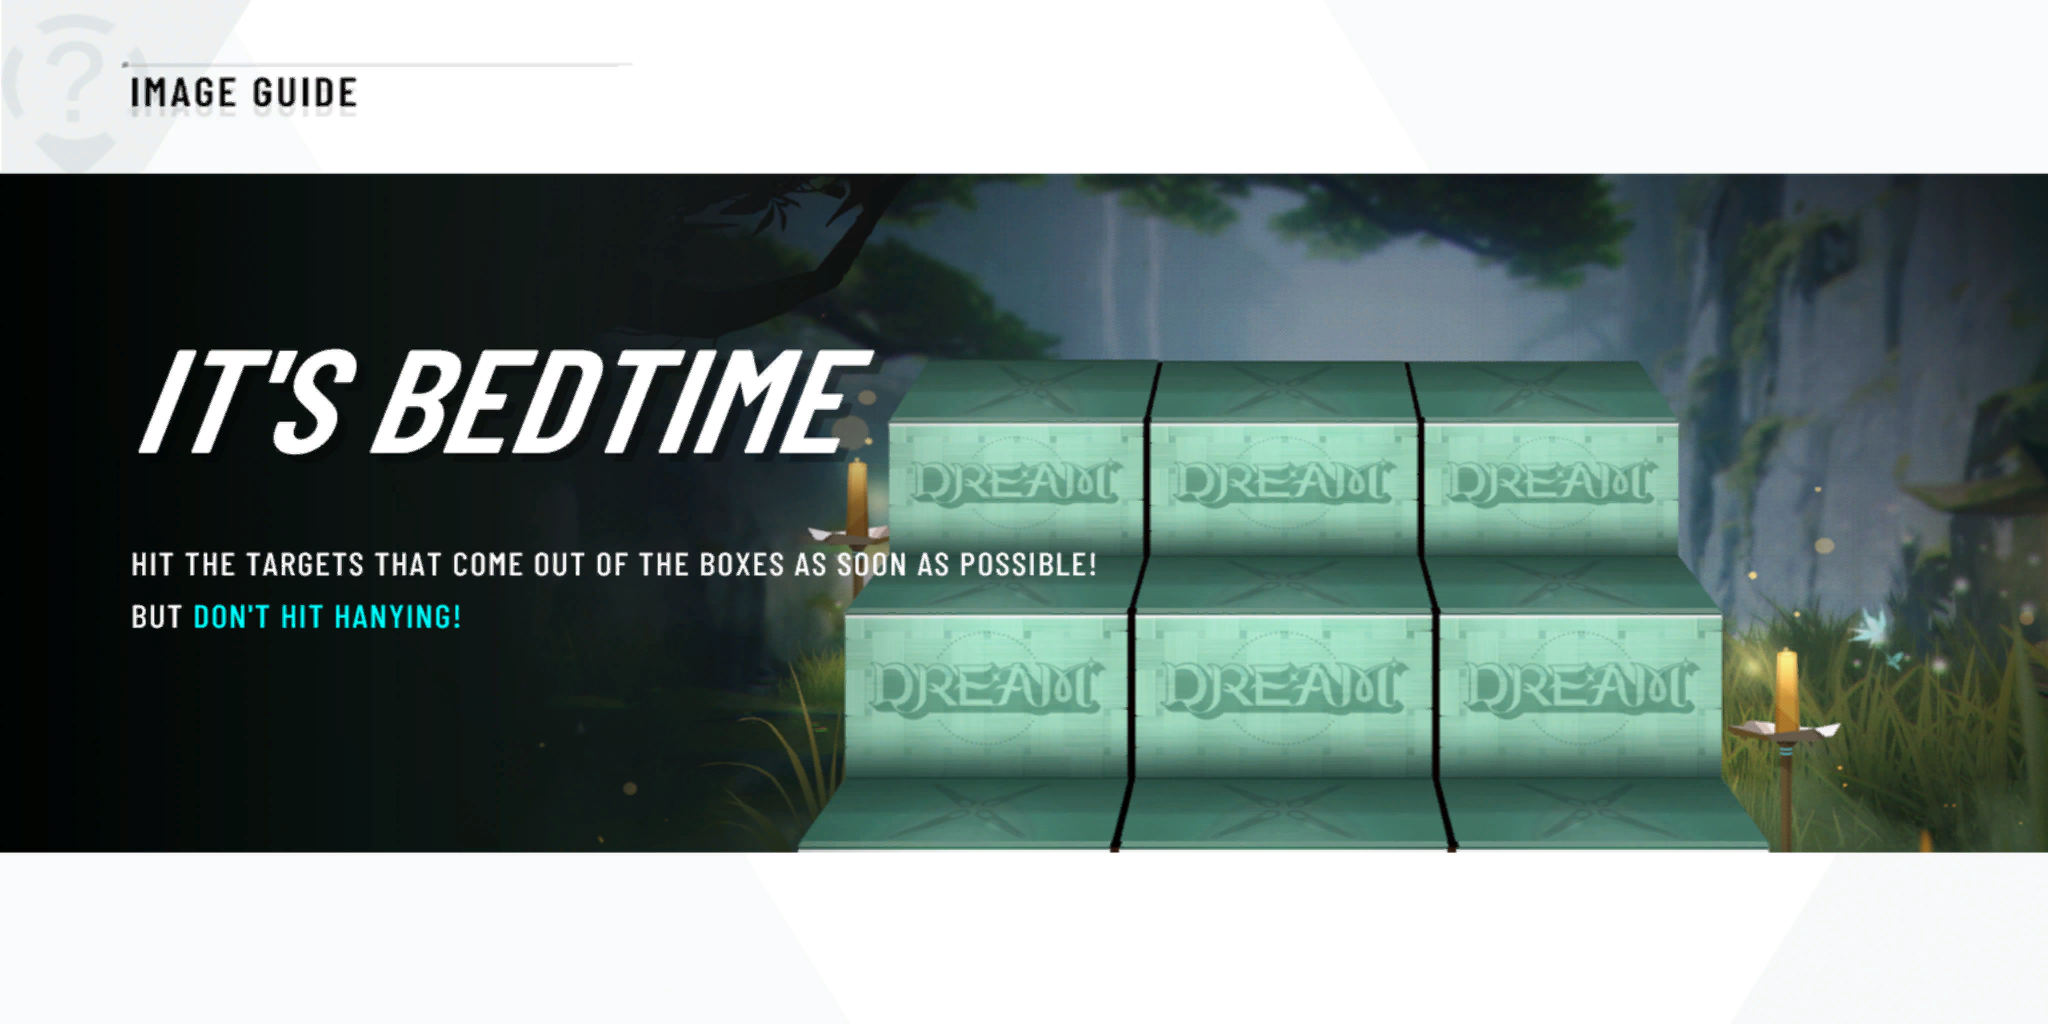 IMAGE GUIDE
IT'S BEDTIME
HIT THE TARGETS THAT COME OUT OF THE BOXES AS SOON AS POSSIBLE!
BUT DON'T HIT HANYING!
DREAM DREAM DREAM
DREAM DREAM DREAM